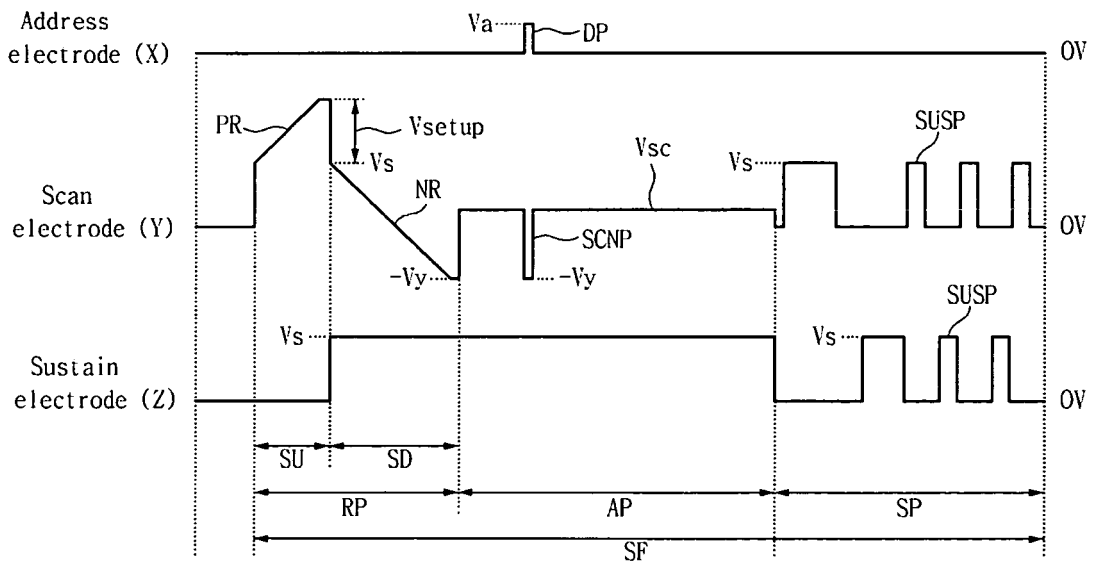 Address
electrode (X)
Va
DP
0V
PR
Vsetup
Vs
NR
Vsc
Vs
SUSP
Scan
electrode (Y)
SCNP
0V
-Vy
-Vy
SUSP
Vs
Vs
Sustain
electrode (Z)
0V
SU
SD
RP
AP
SP
SF